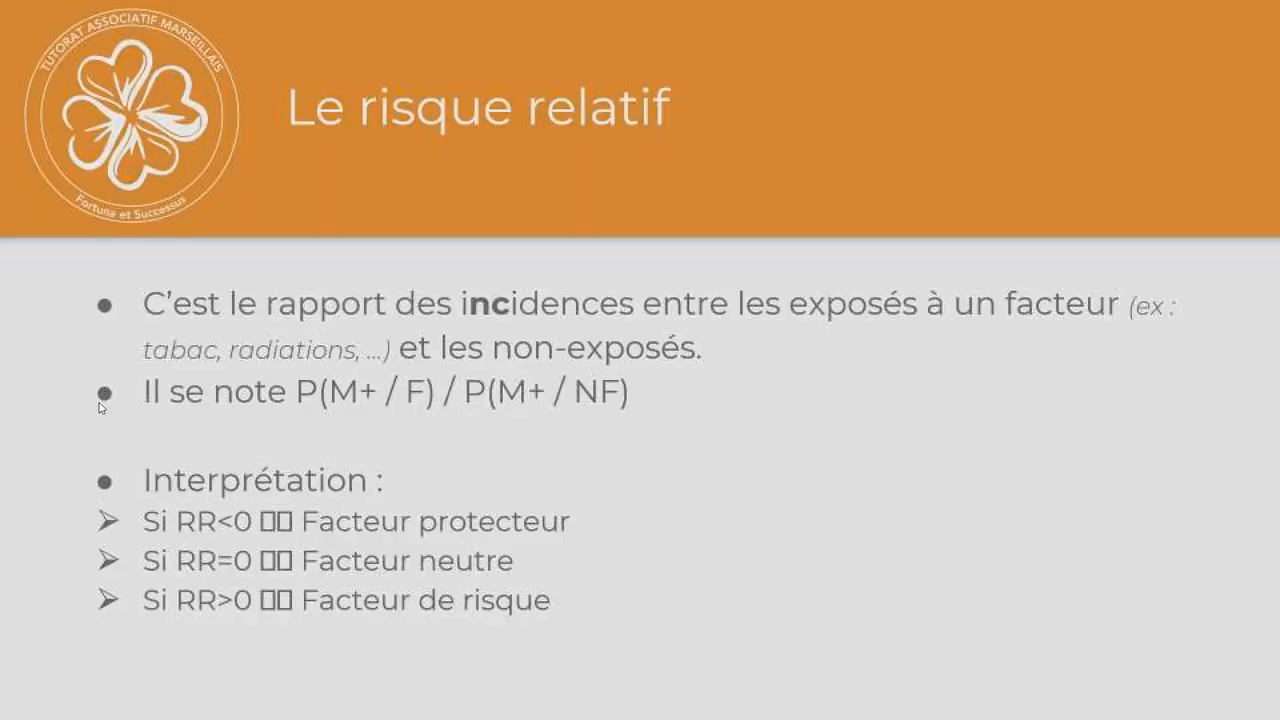 TUTORAT ASSOCIATIF MARSEILLAIS
Fortuna et Successus
Le risque relatif
● C'est le rapport des incidences entre les exposés à un facteur (ex :
tabac, radiations, ...) et les non-exposés.
● Il se note P(M+ / F) / P(M+ / NF)
● Interprétation :
➢ Si RR<0 □□ Facteur protecteur
➢ Si RR=0 □□ Facteur neutre
➢ Si RR>0 □□ Facteur de risque